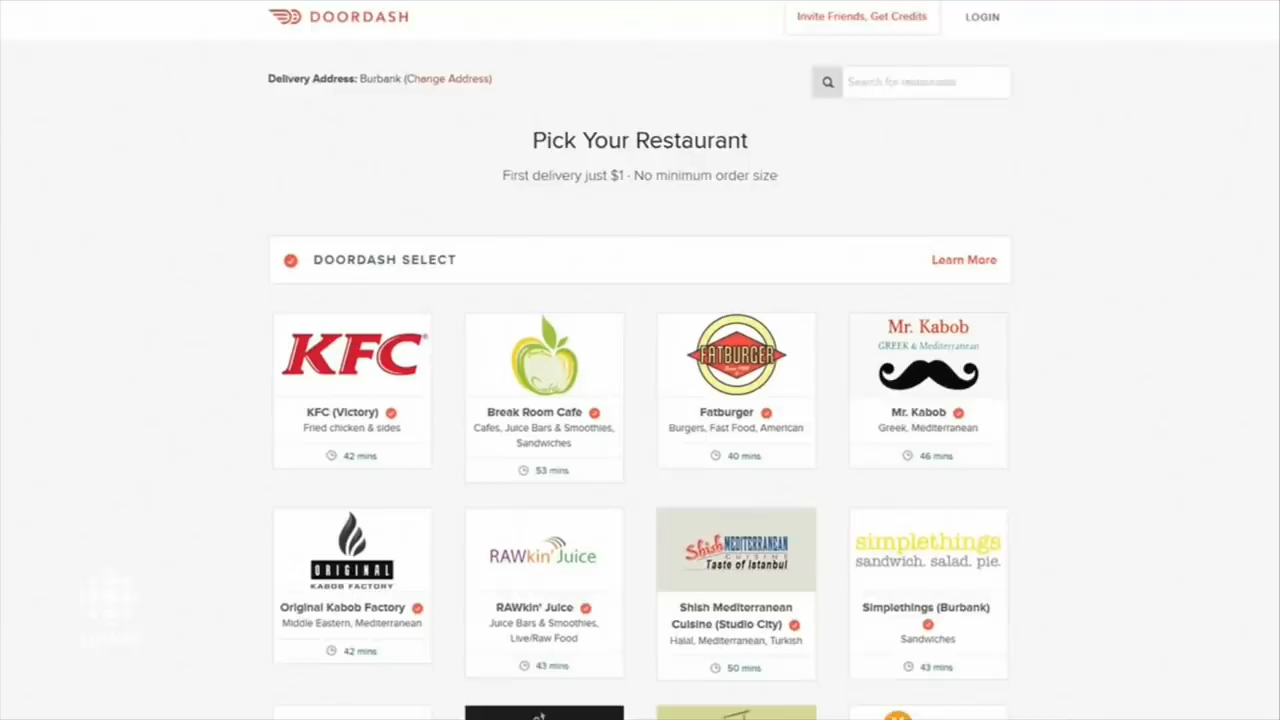 DOORDASH
Invite Friends, Get Credits
LOGIN
Delivery Address: Burbank (Change Address)
Search for restaurants
Pick Your Restaurant
First delivery just $1 - No minimum order size
DOORDASH SELECT
Learn More
KFC
KFC (Victory)
Fried chicken & sides
42 mins
Break Room Cafe
Cafes, Juice Bars & Smoothies,
Sandwiches
53 mins
FATBURGER
Fatburger
Burgers, Fast Food, American
40 mins
Mr. Kabob
GREEK & Mediterranean
Mr. Kabob
Greek, Mediterranean
46 mins
ORIGINAL
KABOB FACTORY
Original Kabob Factory
Middle Eastern, Mediterranean
42 mins
RAWkin' Juice
RAWkin' Juice
Juice Bars & Smoothies,
Live/Raw Food
43 mins
Shish MEDITERRANEAN
CUISINE
Taste of Istanbul
Shish Mediterranean
Cuisine (Studio City)
Halal, Mediterranean, Turkish
50 mins
simplethings
sandwich. salad. pie.
Simplethings (Burbank)
Sandwiches
43 mins